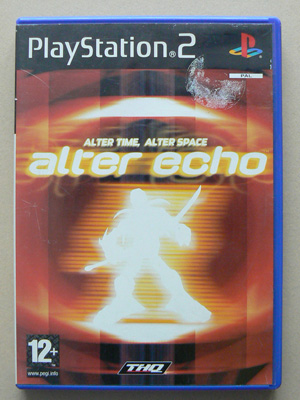 PlayStation®2
PAL
ALTER TIME, ALTER SPACE
alter echo
12+
www.pegi.info
THQ